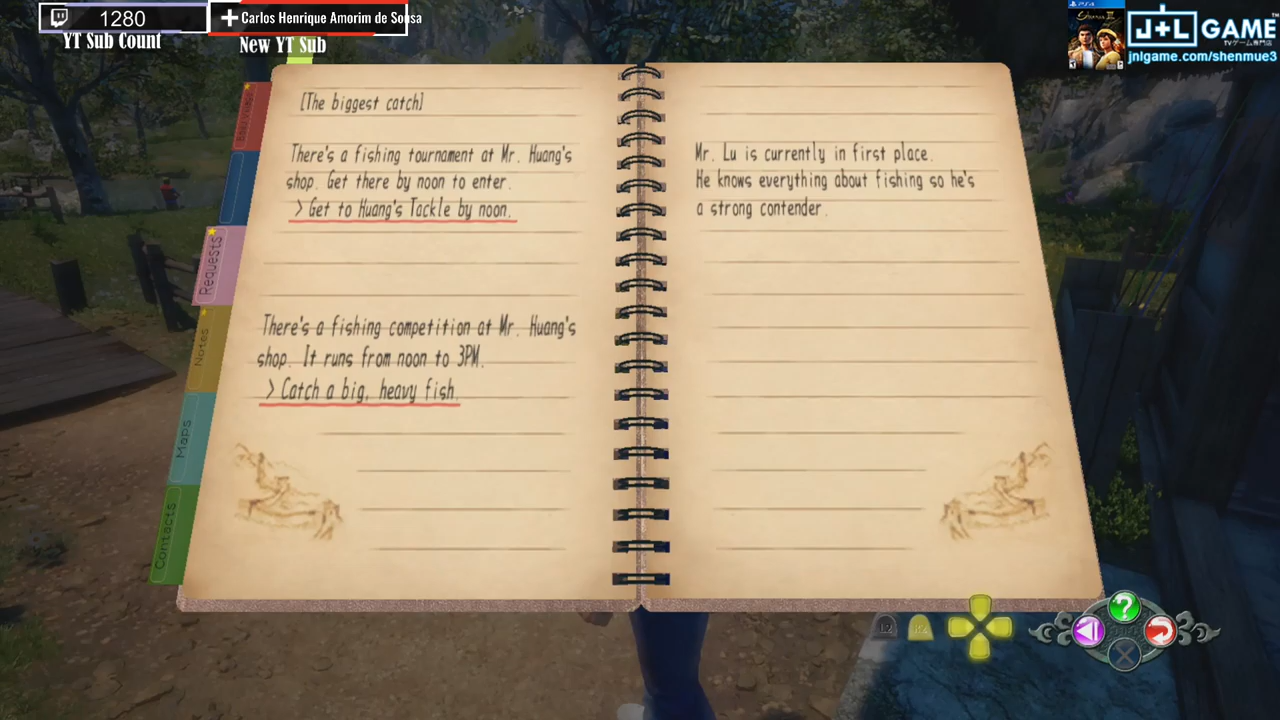 1280
YT Sub Count
Carlos Henrique Amorim de Sousa
New YT Sub
J+L GAME
jnlgame.com/shenmue3
[The biggest catch]
There's a fishing tournament at Mr. Huang's
shop. Get there by noon to enter.
> Get to Huang's Tackle by noon.
There's a fishing competition at Mr. Huang's
shop. It runs from noon to 3PM.
> Catch a big, heavy fish.
Mr. Lu is currently in first place.
He knows everything about fishing so he's
a strong contender.
Requests
Notes
Maps
Contacts
L2
R2
?